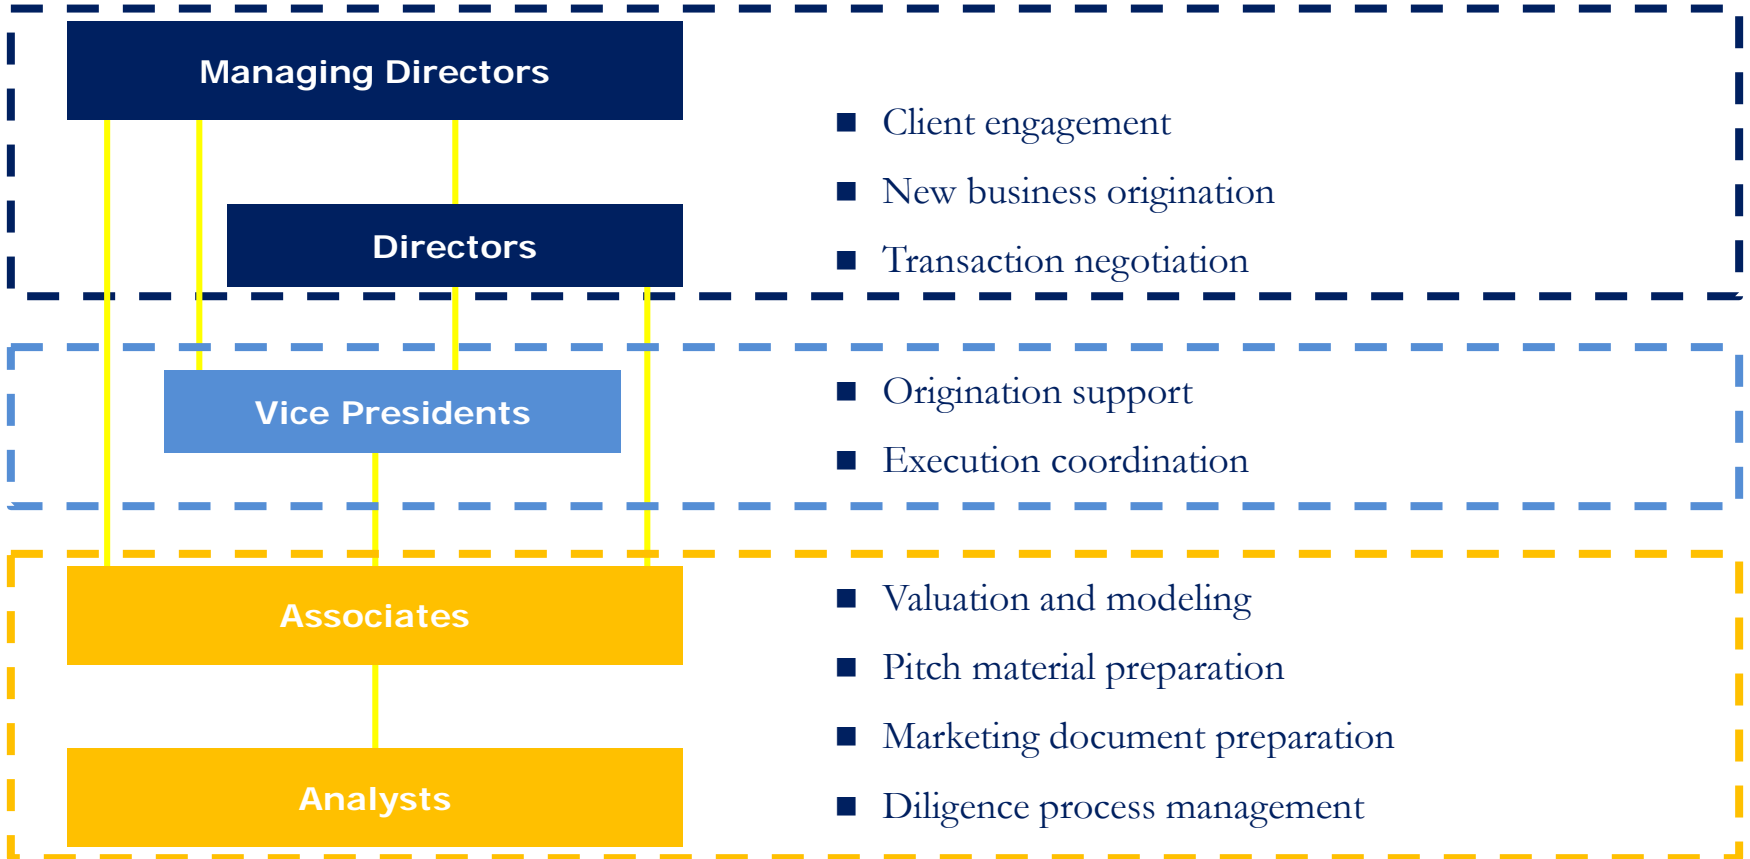 Managing Directors
■ Client engagement
■ New business origination
Directors
■ Transaction negotiation
Vice Presidents
■ Origination support
■ Execution coordination
Associates
■ Valuation and modeling
■ Pitch material preparation
■ Marketing document preparation
Analysts
■ Diligence process management